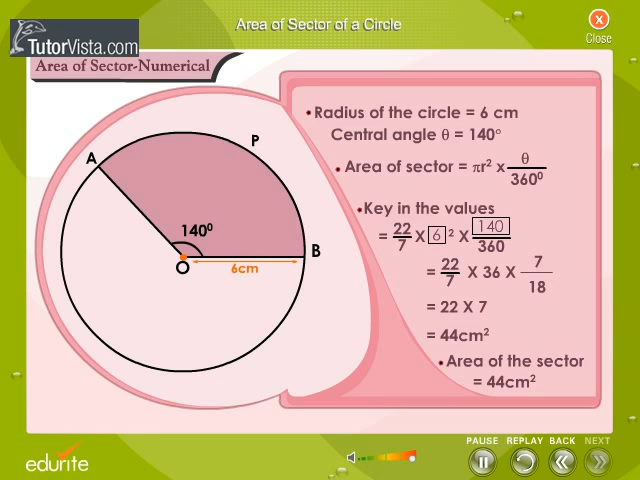 Area of Sector of a Circle
Close
TutorVista.com
Area of Sector-Numerical
• Radius of the circle = 6 cm
Central angle θ = 140°
• Area of sector = πr² x θ/360⁰
• Key in the values
= 22/7 X 6² X 140/360
= 22/7 X 36 X 7/18
= 22 X 7
= 44cm²
• Area of the sector
= 44cm²
A
P
140⁰
B
O
6cm
edurite
PAUSE REPLAY BACK NEXT